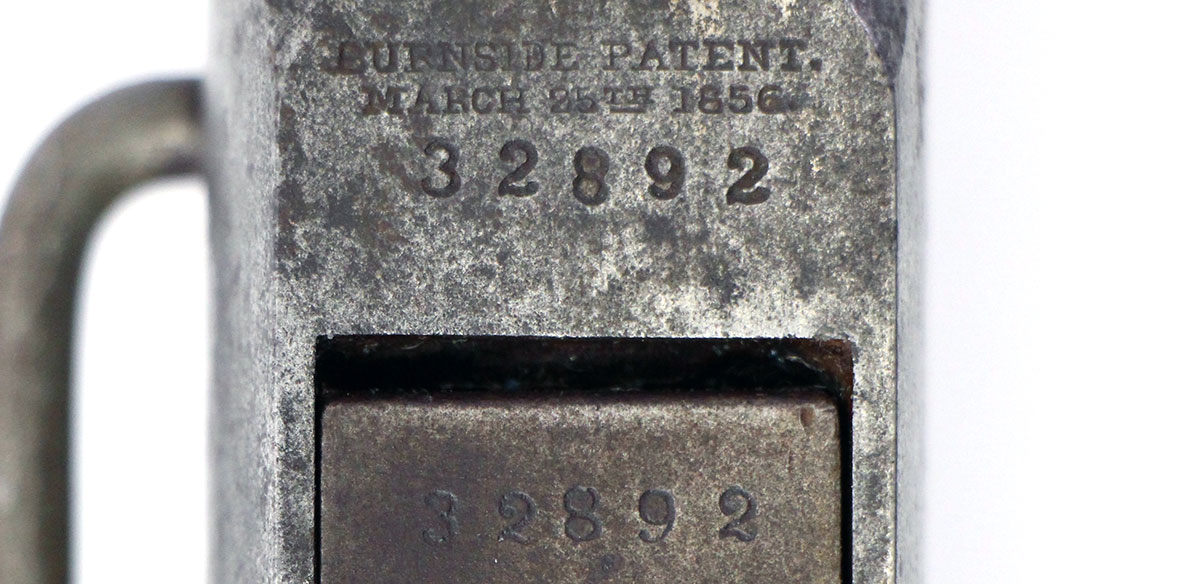 BURNSIDE PATENT.
MARCH 25TH 1856
32892
32892